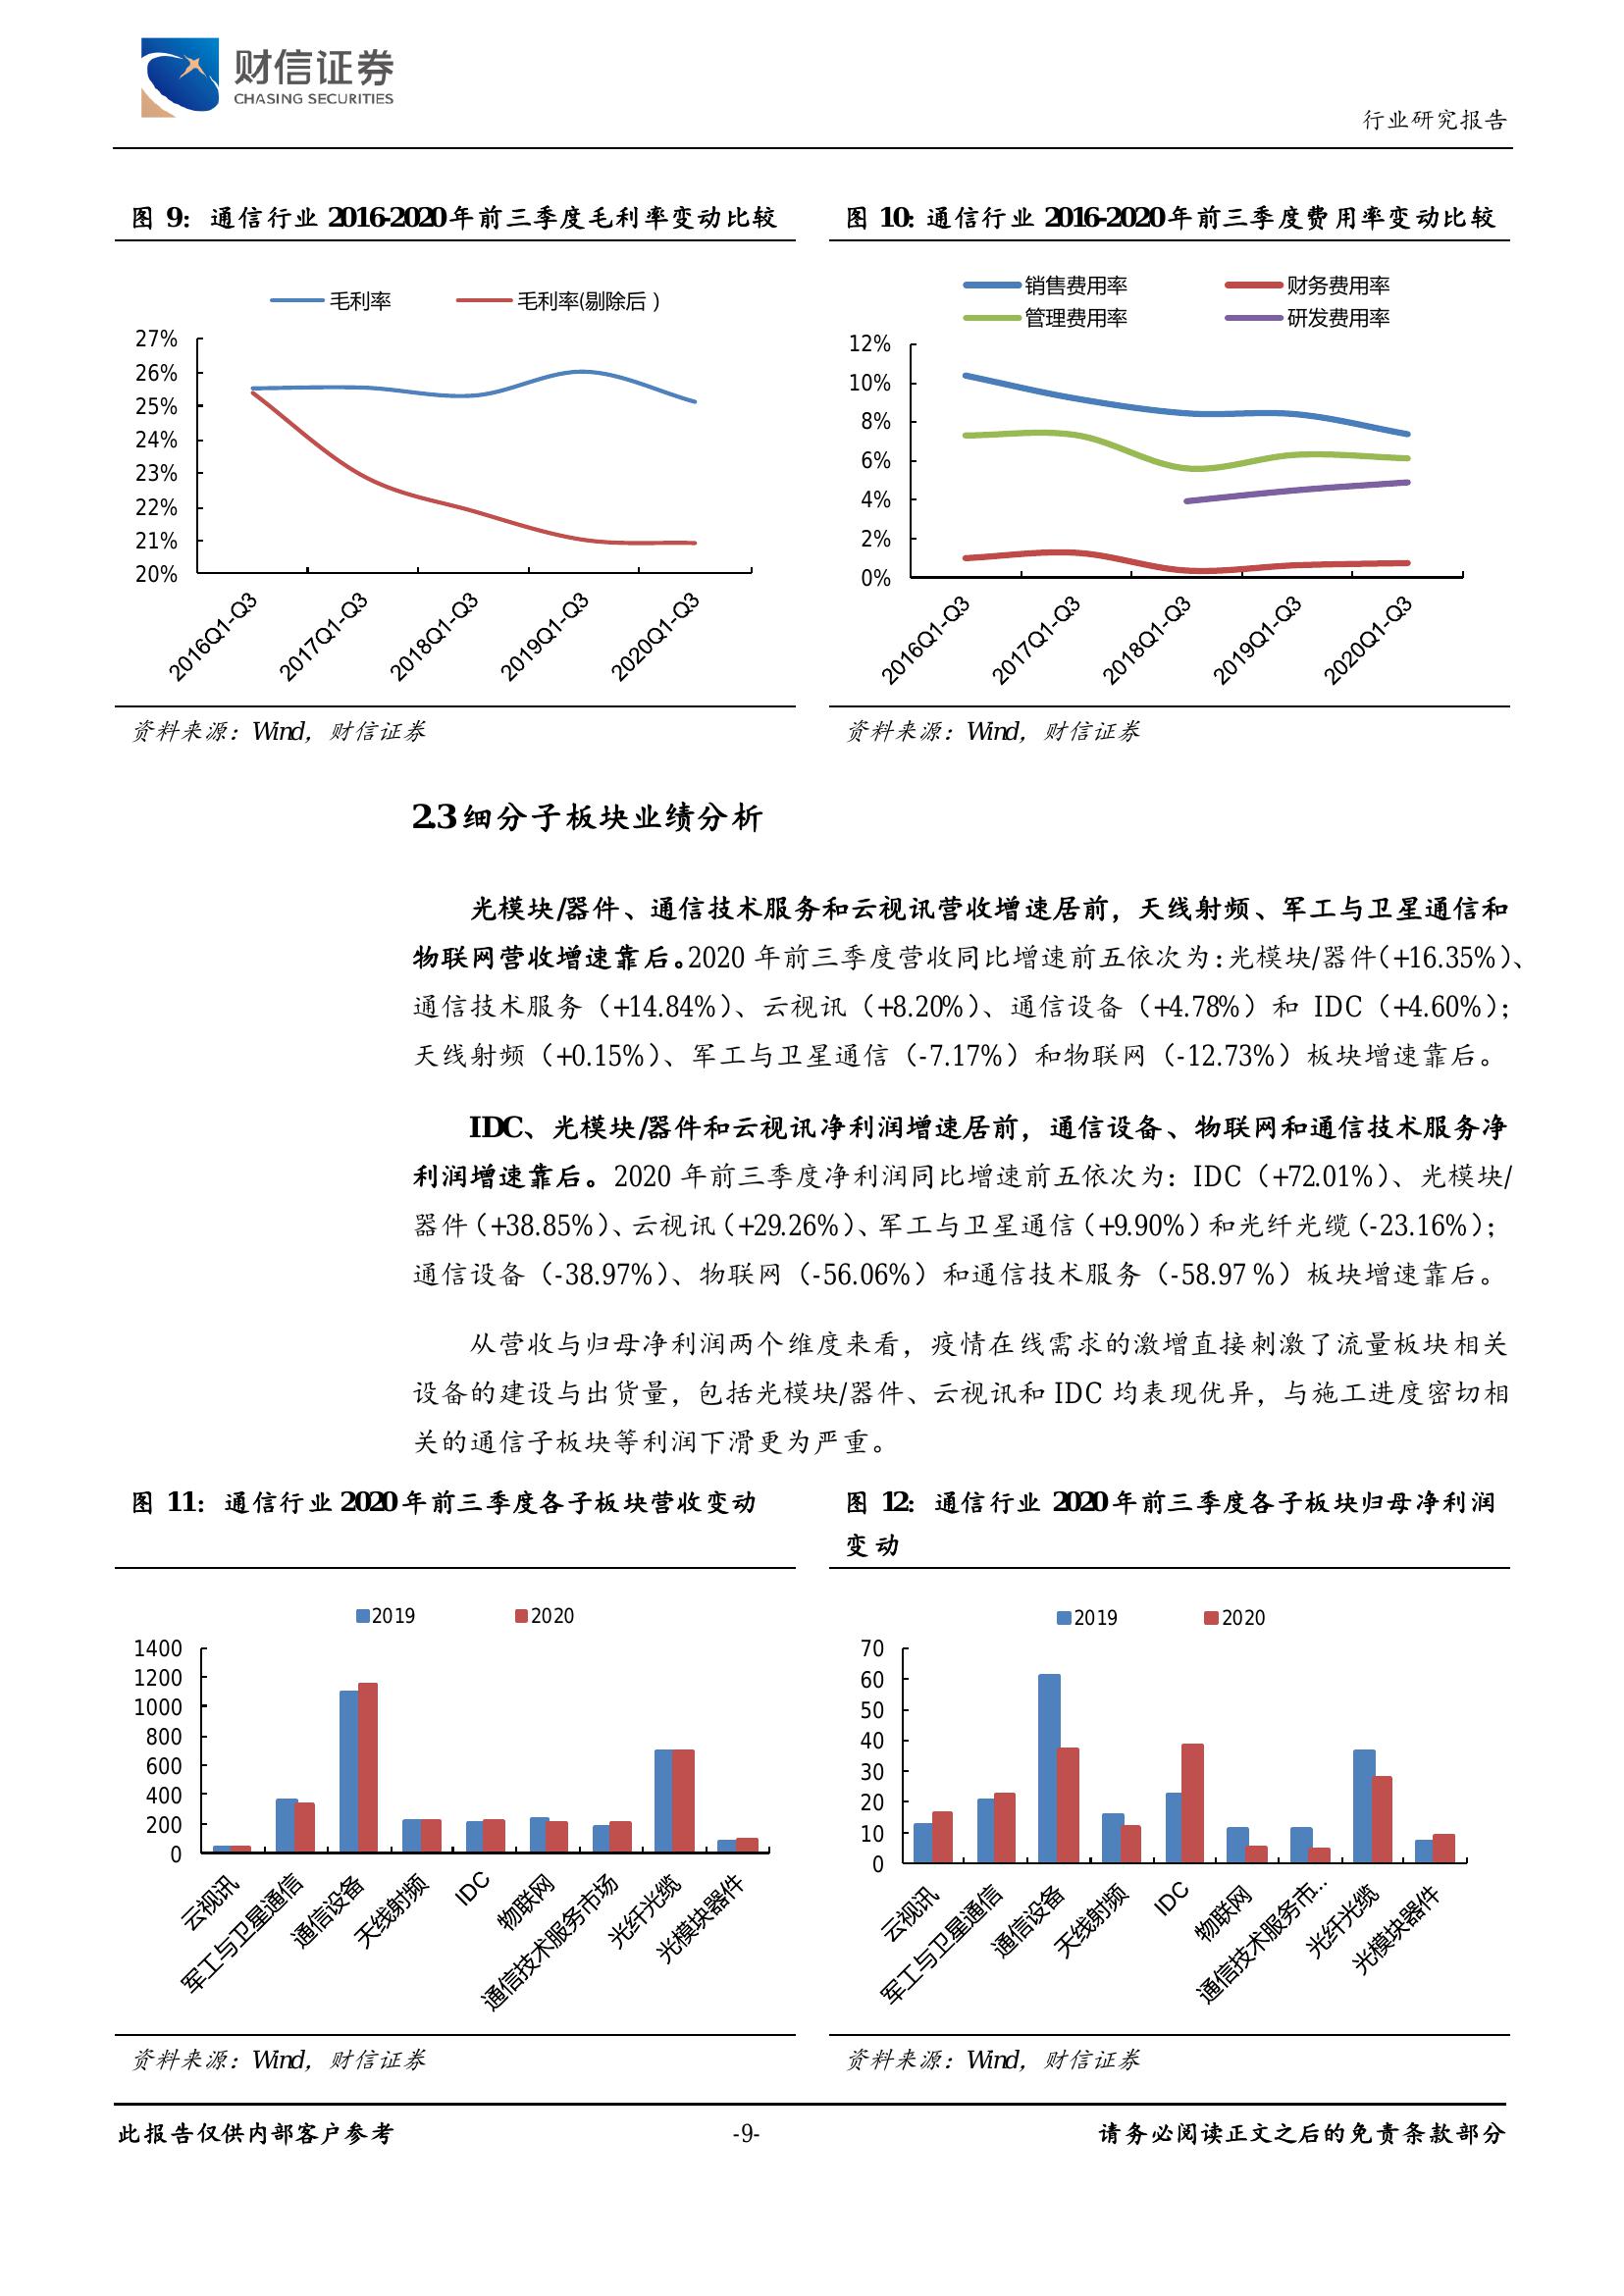 财信证券
CHASING SECURITIES
行业研究报告
图 9：通信行业 2016-2020 年前三季度毛利率变动比较
毛利率 毛利率(剔除后）
27%
26%
25%
24%
23%
22%
21%
20%
2016Q1-Q3 2017Q1-Q3 2018Q1-Q3 2019Q1-Q3 2020Q1-Q3
资料来源：Wind，财信证券
图 10：通信行业 2016-2020 年前三季度费用率变动比较
销售费用率 财务费用率
管理费用率 研发费用率
12%
10%
8%
6%
4%
2%
0%
2016Q1-Q3 2017Q1-Q3 2018Q1-Q3 2019Q1-Q3 2020Q1-Q3
资料来源：Wind，财信证券
2.3 细分子板块业绩分析
光模块/器件、通信技术服务和云视讯营收增速居前，天线射频、军工与卫星通信和
物联网营收增速靠后。2020 年前三季度营收同比增速前五依次为：光模块/器件（+16.35%）、
通信技术服务（+14.84%）、云视讯（+8.20%）、通信设备（+4.78%）和 IDC（+4.60%）；
天线射频（+0.15%）、军工与卫星通信（-7.17%）和物联网（-12.73%）板块增速靠后。
IDC、光模块/器件和云视讯净利润增速居前，通信设备、物联网和通信技术服务净
利润增速靠后。2020 年前三季度净利润同比增速前五依次为：IDC（+72.01%）、光模块/
器件（+38.85%）、云视讯（+29.26%）、军工与卫星通信（+9.90%）和光纤光缆（-23.16%）；
通信设备（-38.97%）、物联网（-56.06%）和通信技术服务（-58.97 %）板块增速靠后。
从营收与归母净利润两个维度来看，疫情在线需求的激增直接刺激了流量板块相关
设备的建设与出货量，包括光模块/器件、云视讯和 IDC 均表现优异，与施工进度密切相
关的通信子板块等利润下滑更为严重。
图 11：通信行业 2020 年前三季度各子板块营收变动
2019 2020
1400
1200
1000
800
600
400
200
0
云视讯 军工与卫星通信 通信设备 天线射频 IDC 物联网 通信技术服务市场 光纤光缆 光模块器件
资料来源：Wind，财信证券
图 12：通信行业 2020 年前三季度各子板块归母净利润
变动
2019 2020
70
60
50
40
30
20
10
0
云视讯 军工与卫星通信 通信设备 天线射频 IDC 物联网 通信技术服务市… 光纤光缆 光模块器件
资料来源：Wind，财信证券
此报告仅供内部客户参考 -9- 请务必阅读正文之后的免责条款部分